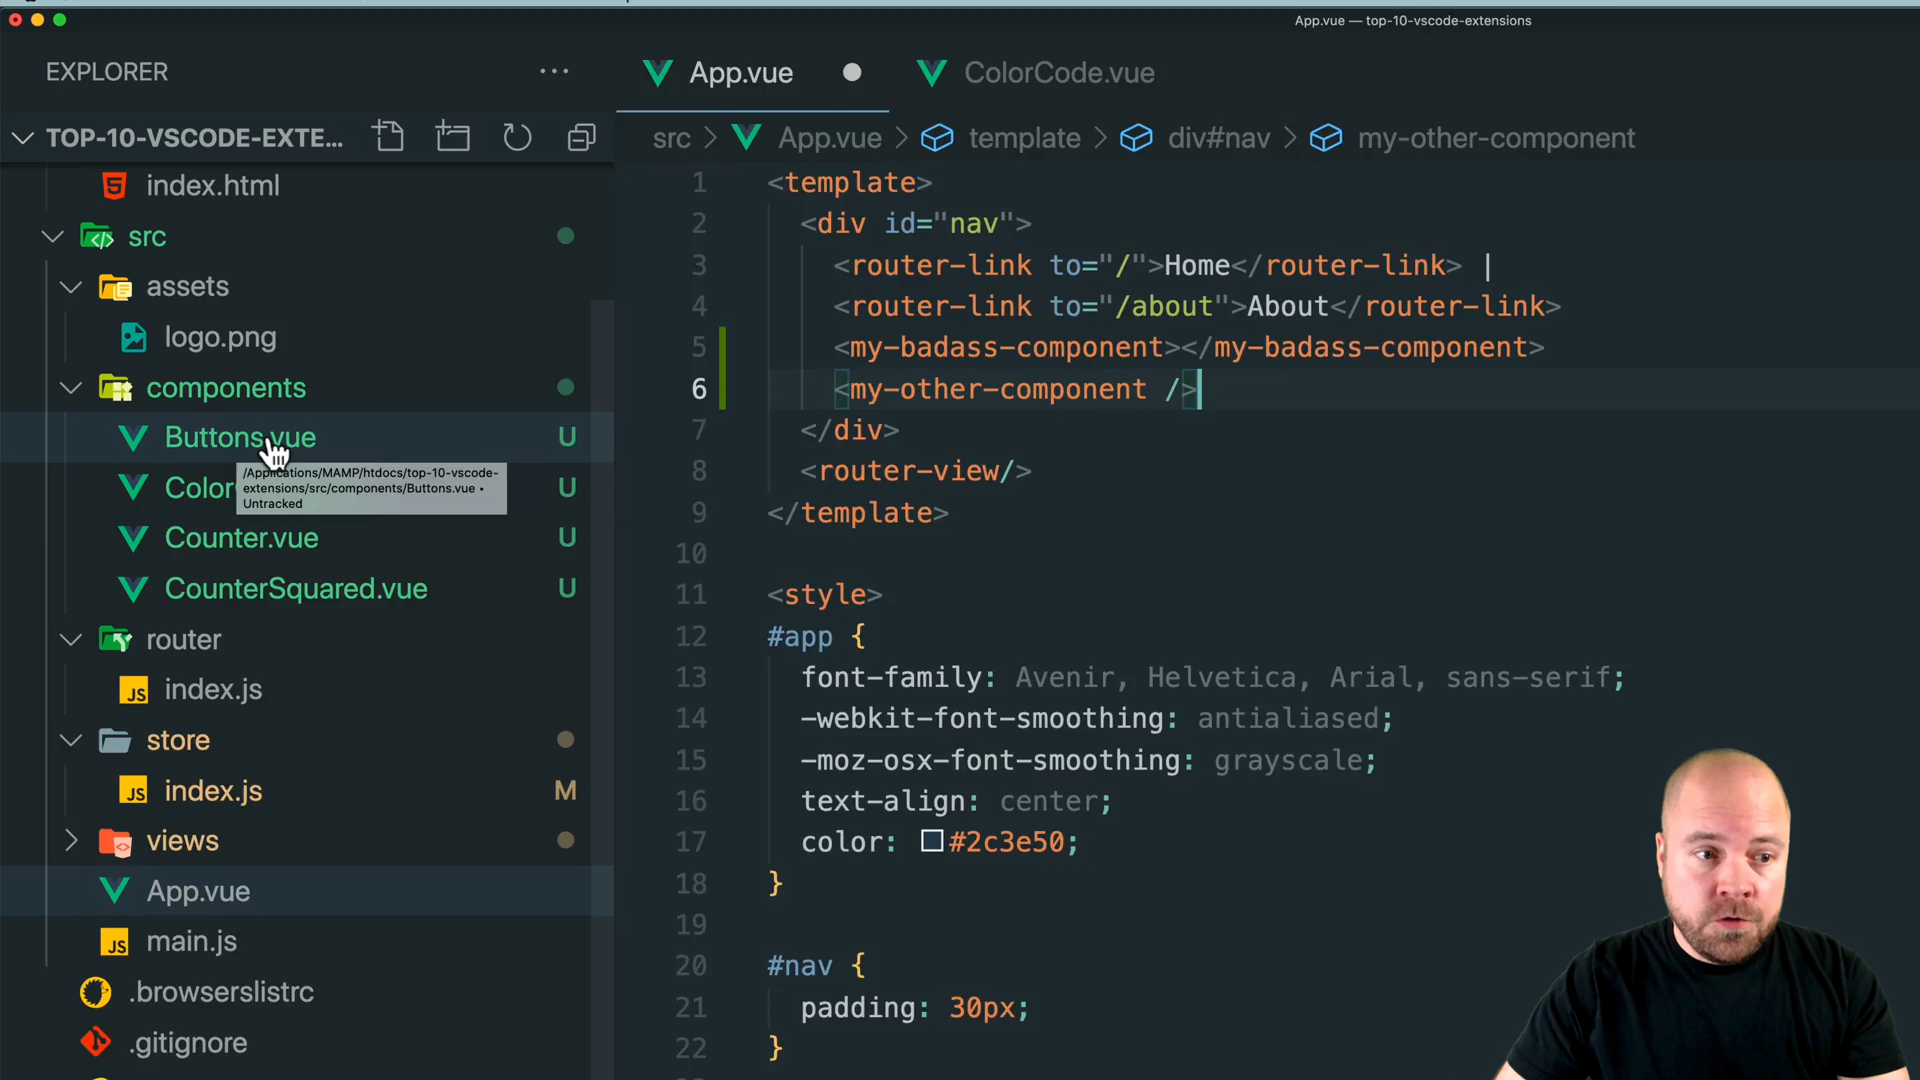 App.vue — top-10-vscode-extensions
EXPLORER
App.vue
ColorCode.vue
TOP-10-VSCODE-EXTE...
src > App.vue > template > div#nav > my-other-component
index.html
src
assets
logo.png
components
Buttons.vue U
/Applications/MAMP/htdocs/top-10-vscode-
extensions/src/components/Buttons.vue •
Untracked
Color U
Counter.vue U
CounterSquared.vue U
router
JS index.js
store
JS index.js M
views
App.vue
JS main.js
.browserslistrc
.gitignore
1 <template>
2 <div id="nav">
3 <router-link to="/">Home</router-link> |
4 <router-link to="/about">About</router-link>
5 <my-badass-component></my-badass-component>
6 <my-other-component />
7 </div>
8 <router-view/>
9 </template>
10
11 <style>
12 #app {
13 font-family: Avenir, Helvetica, Arial, sans-serif;
14 -webkit-font-smoothing: antialiased;
15 -moz-osx-font-smoothing: grayscale;
16 text-align: center;
17 color: #2c3e50;
18 }
19
20 #nav {
21 padding: 30px;
22 }